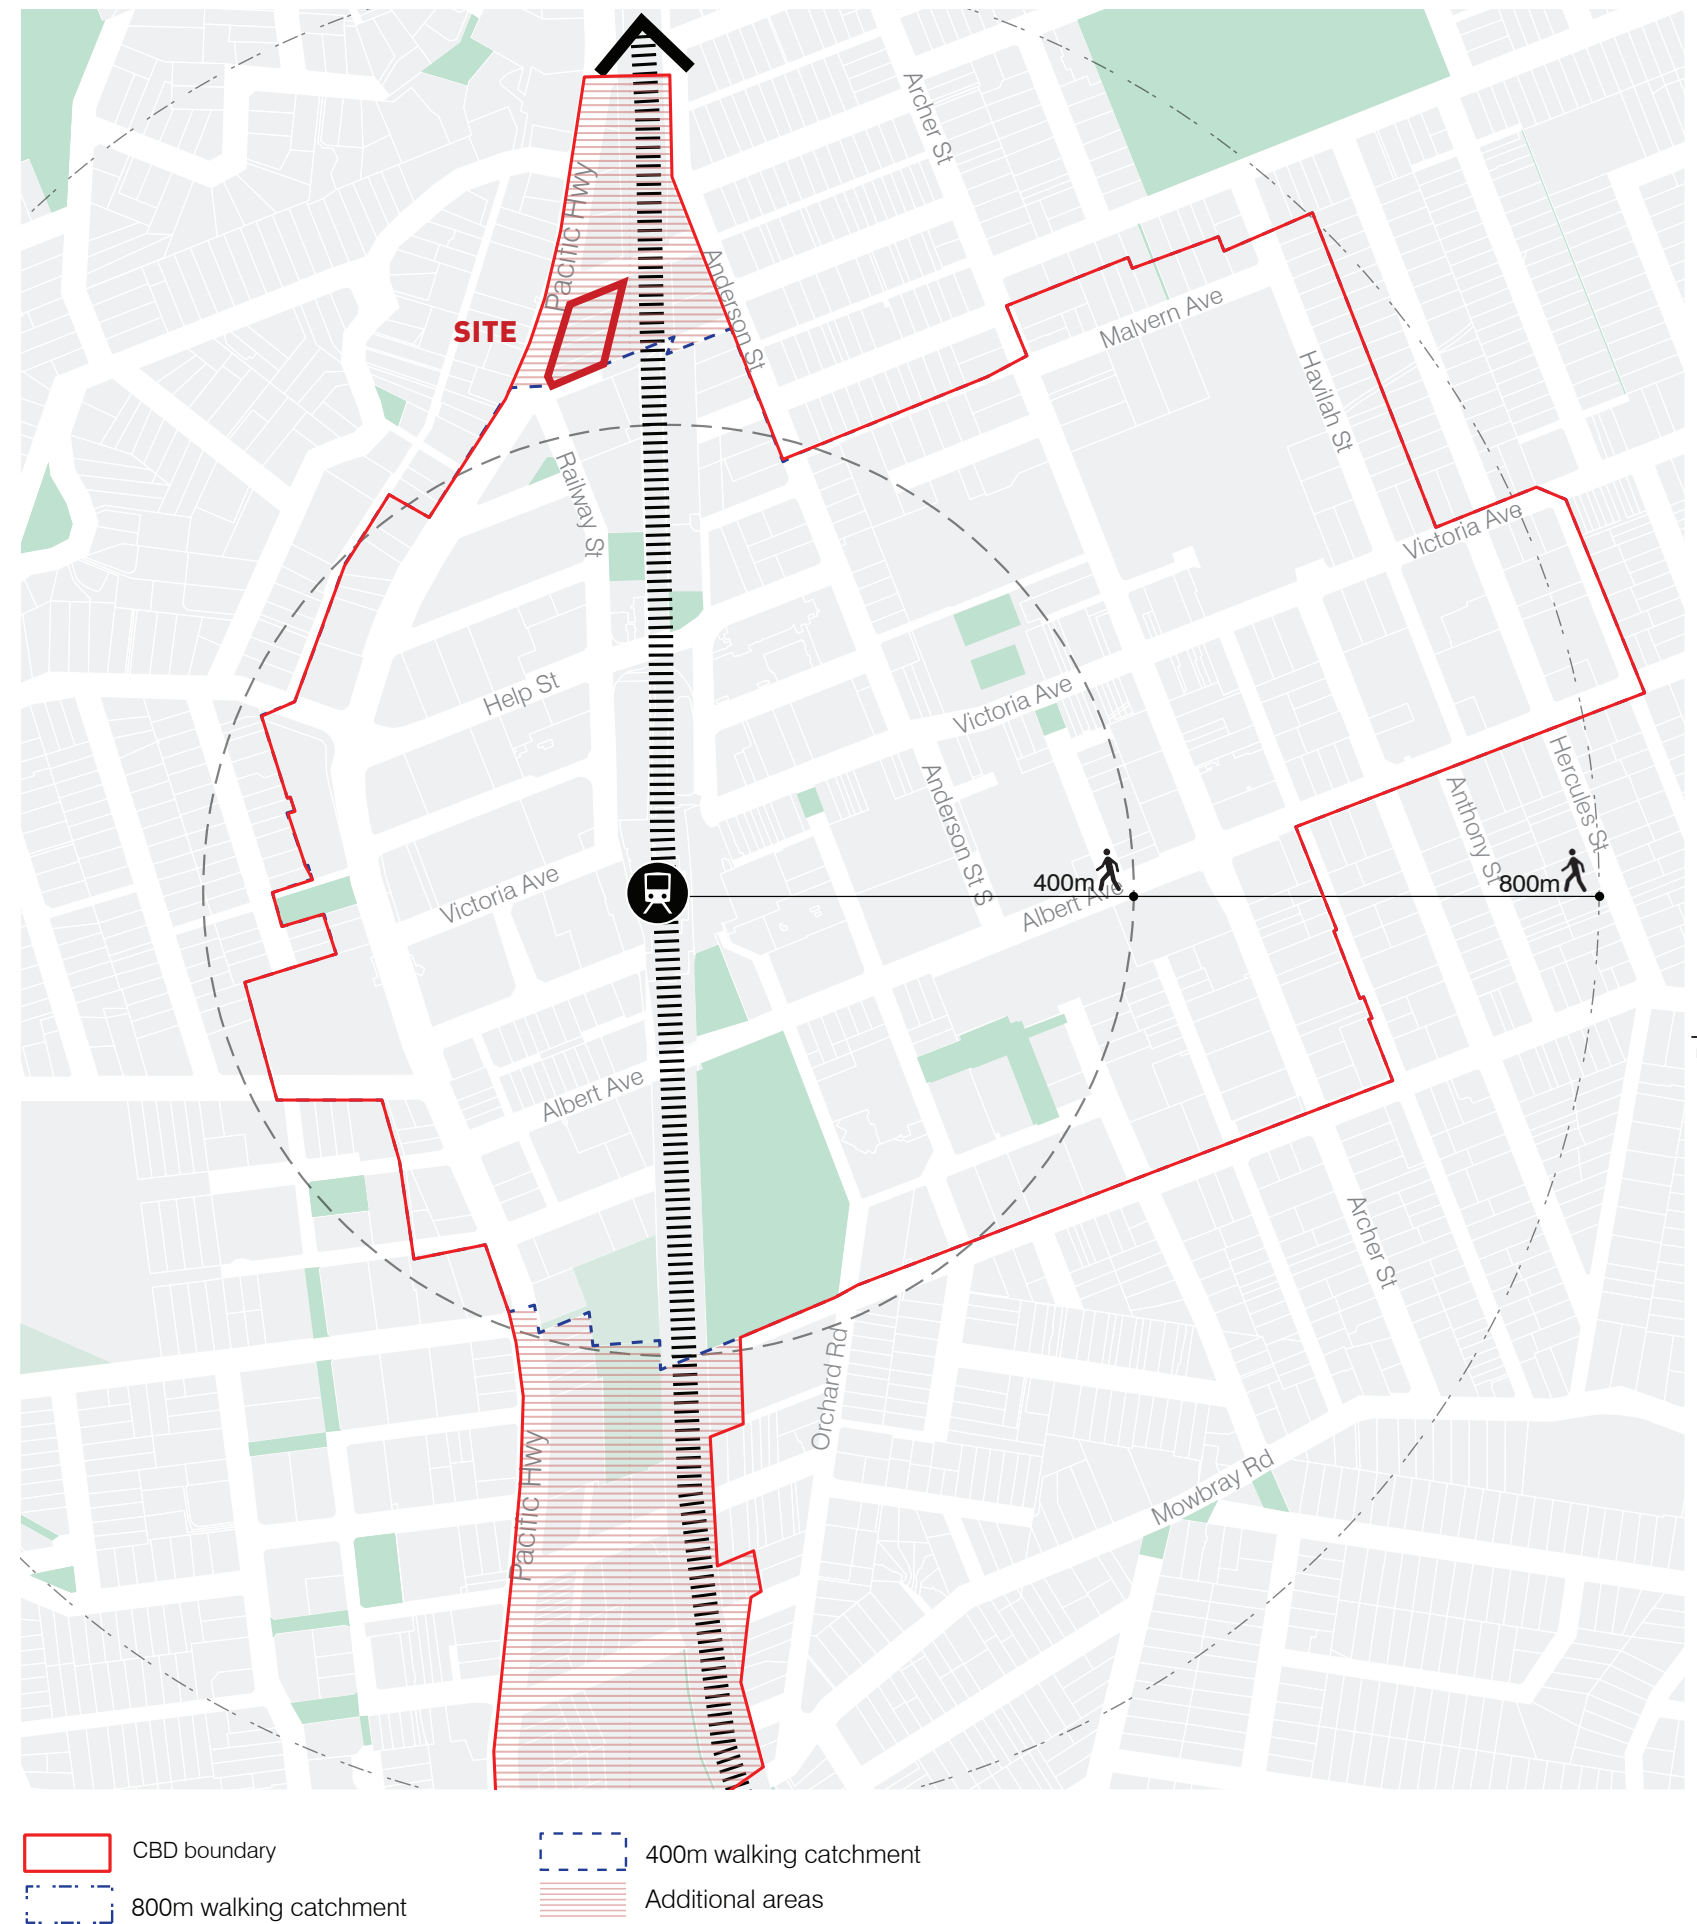 Archer St
Pacific Hwy
Anderson St
SITE
Malvern Ave
Havilah St
Railway St
Victoria Ave
Help St
Victoria Ave
Hercules St
Anderson St S
Anthony St
Victoria Ave
400m
800m
Albert Ave
Albert Ave
Archer St
Orchard Rd
Pacific Hwy
Mowbray Rd
CBD boundary
400m walking catchment
800m walking catchment
Additional areas